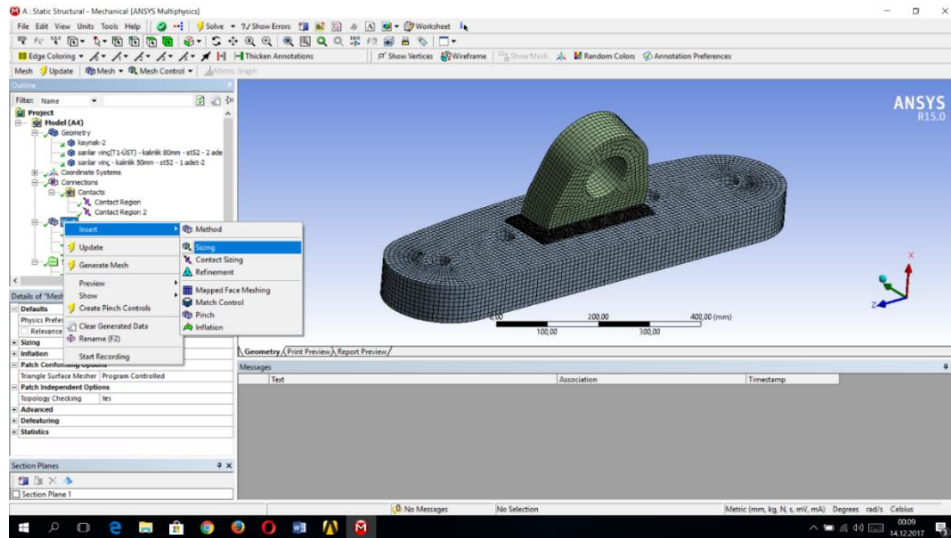 A : Static Structural - Mechanical [ANSYS Multiphysics]
File Edit View Units Tools Help Solve ?/ Show Errors Worksheet
Edge Coloring Thicken Annotations Show Vertices Wireframe Show Mesh Random Colors Annotation Preferences
Mesh Update Mesh Mesh Control Metric Graph
Outline
Filter: Name
Project
Model (A4)
Geometry
kaynak-2
sarılar vinç(T1-ÜST) - kalınlık 80mm - st52 - 2 ade
sarılar vinç - kalınlık 50mm - st52 - 1 adet-2
Coordinate Systems
Connections
Contacts
Contact Region
Contact Region 2
Insert
Update
Generate Mesh
Preview
Show
Create Pinch Controls
Clear Generated Data
Rename (F2)
Start Recording
Method
Sizing
Contact Sizing
Refinement
Mapped Face Meshing
Match Control
Pinch
Inflation
Details of "Mesh
Defaults
Physics Prefer
Relevance
Sizing
Inflation
Patch Conforming Options
Triangle Surface Mesher Program Controlled
Patch Independent Options
Topology Checking Yes
Advanced
Defeaturing
Statistics
Section Planes
Section Plane 1
ANSYS
R15.0
X
Z
200,00 400,00 (mm)
100,00 300,00
Geometry Print Preview Report Preview
Messages
Text Association Timestamp
No Messages No Selection Metric (mm, kg, N, s, mV, mA) Degrees rad/s Celsius
00:09
14.12.2017